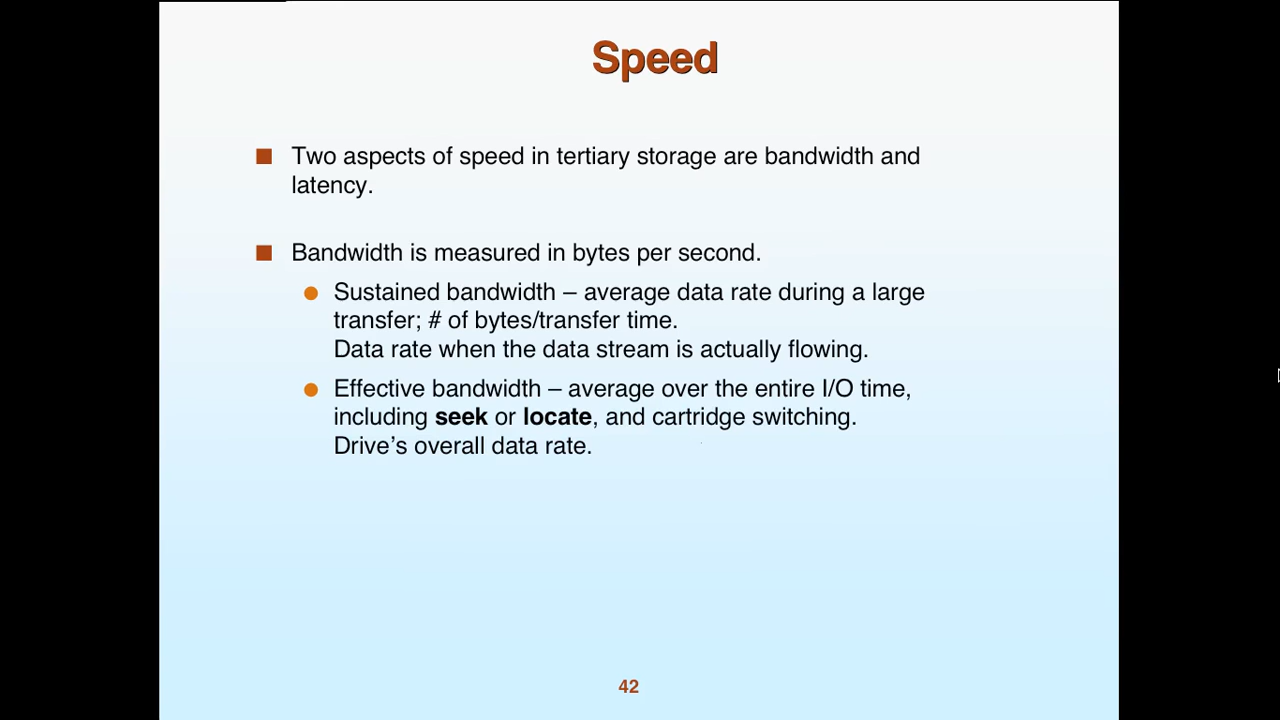 Speed
Two aspects of speed in tertiary storage are bandwidth and
latency.
Bandwidth is measured in bytes per second.
Sustained bandwidth – average data rate during a large
transfer; # of bytes/transfer time.
Data rate when the data stream is actually flowing.
Effective bandwidth – average over the entire I/O time,
including seek or locate, and cartridge switching.
Drive’s overall data rate.
42